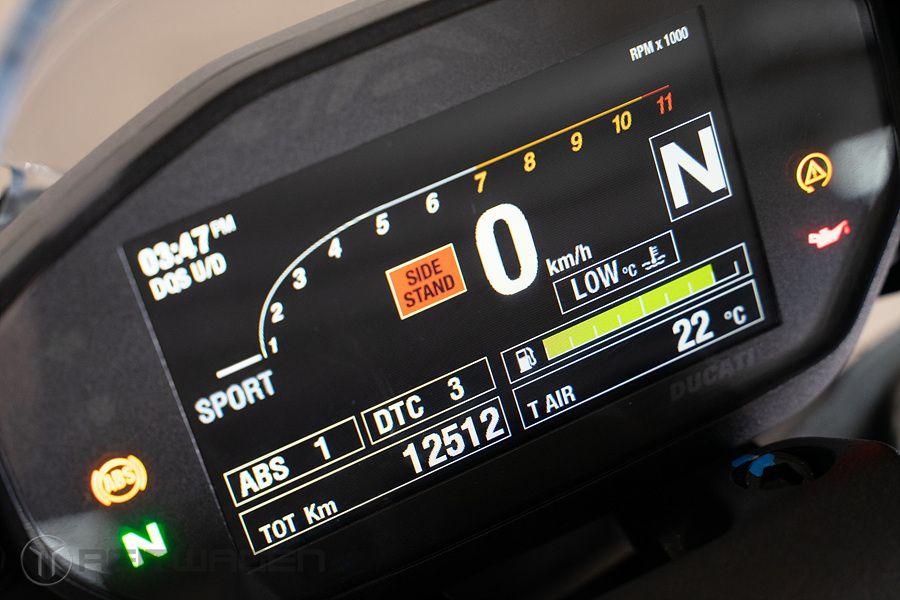 RPM x 1000
03:47 PM
DQS U/D
1 2 3 4 5 6 7 8 9 10 11
N
SIDE
STAND
0 km/h
LOW °C
SPORT
ABS 1
DTC 3
TOT Km 12512
T AIR 22 °C
DUCATI
ABS
N